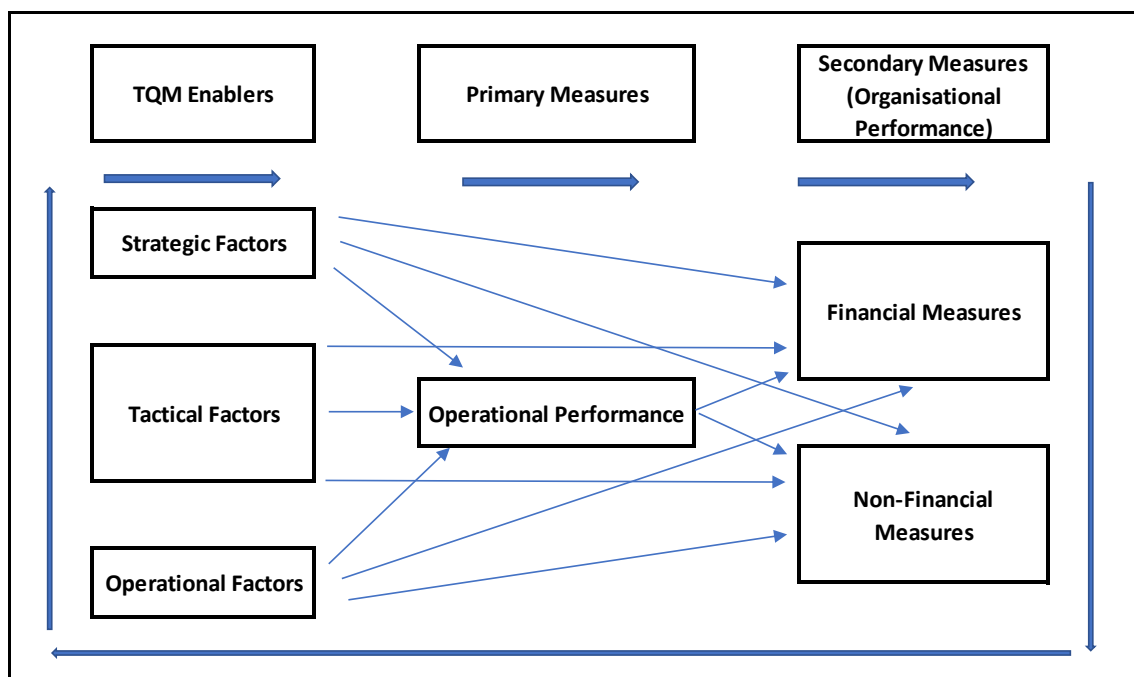 TQM Enablers
Primary Measures
Secondary Measures
(Organisational
Performance)
Strategic Factors
Financial Measures
Tactical Factors
Operational Performance
Non-Financial
Measures
Operational Factors